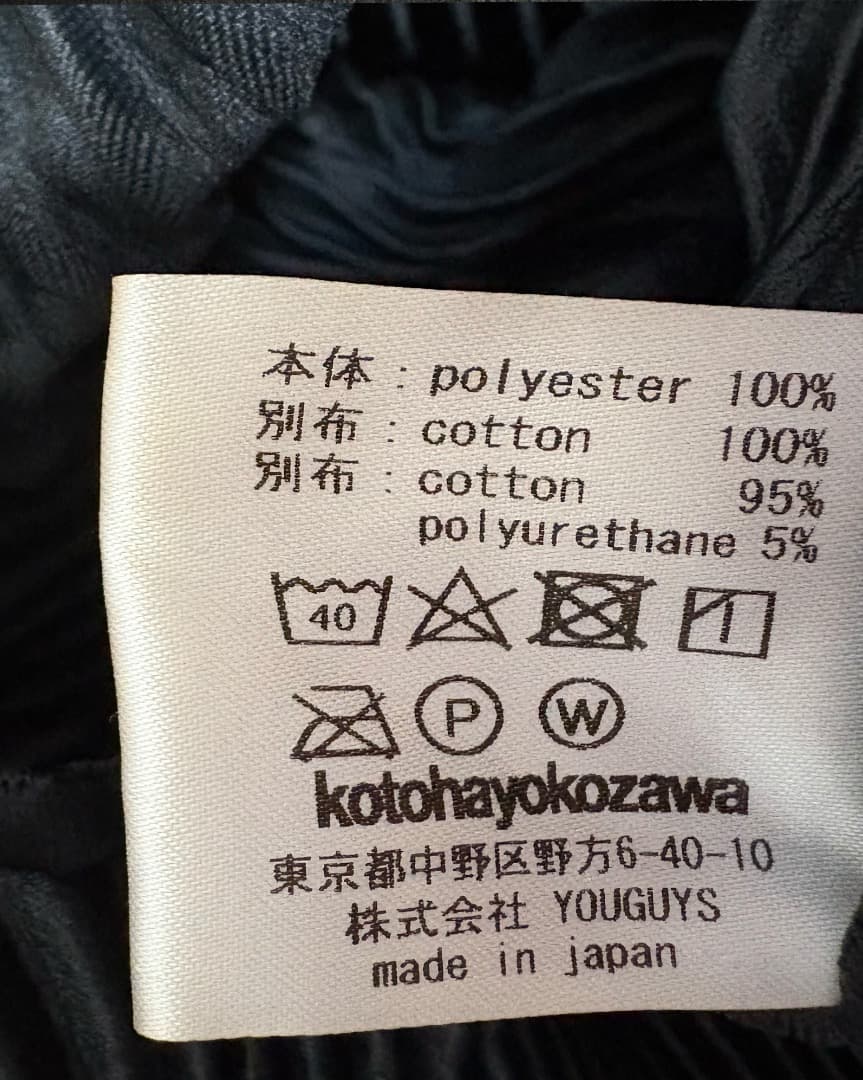 本体 : polyester 100%
別布 : cotton 100%
別布 : cotton 95%
polyurethane 5%
40
P W
kotohayokozawa
東京都中野区野方6-40-10
株式会社 YOUGUYS
made in japan